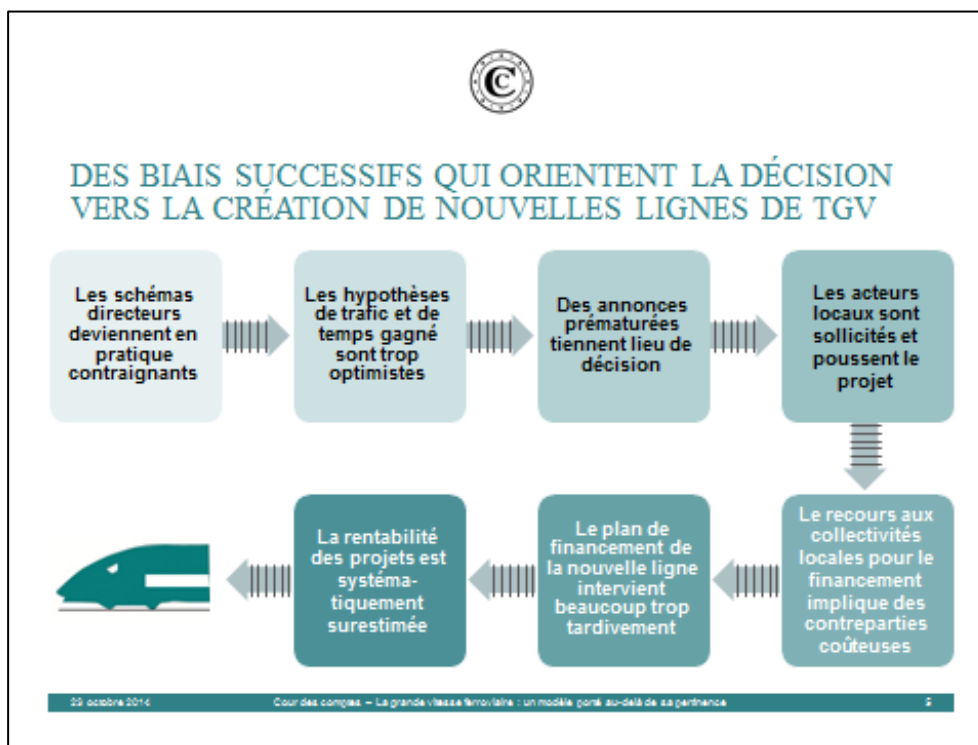 DES BIAIS SUCCESSIFS QUI ORIENTENT LA DÉCISION
VERS LA CRÉATION DE NOUVELLES LIGNES DE TGV
Les schémas
directeurs
deviennent en
pratique
contraignants
Les hypothèses
de trafic et de
temps gagné
sont trop
optimistes
Des annonces
prématurées
tiennent lieu de
décision
Les acteurs
locaux sont
sollicités et
poussent le
projet
Le recours aux
collectivités
locales pour le
financement
implique des
contreparties
coûteuses
Le plan de
financement de
la nouvelle ligne
intervient
beaucoup trop
tardivement
La rentabilité
des projets est
systéma-
tiquement
surestimée
23 octobre 2014
Cour des comptes – La grande vitesse ferroviaire : un modèle porté au-delà de sa pertinence
5